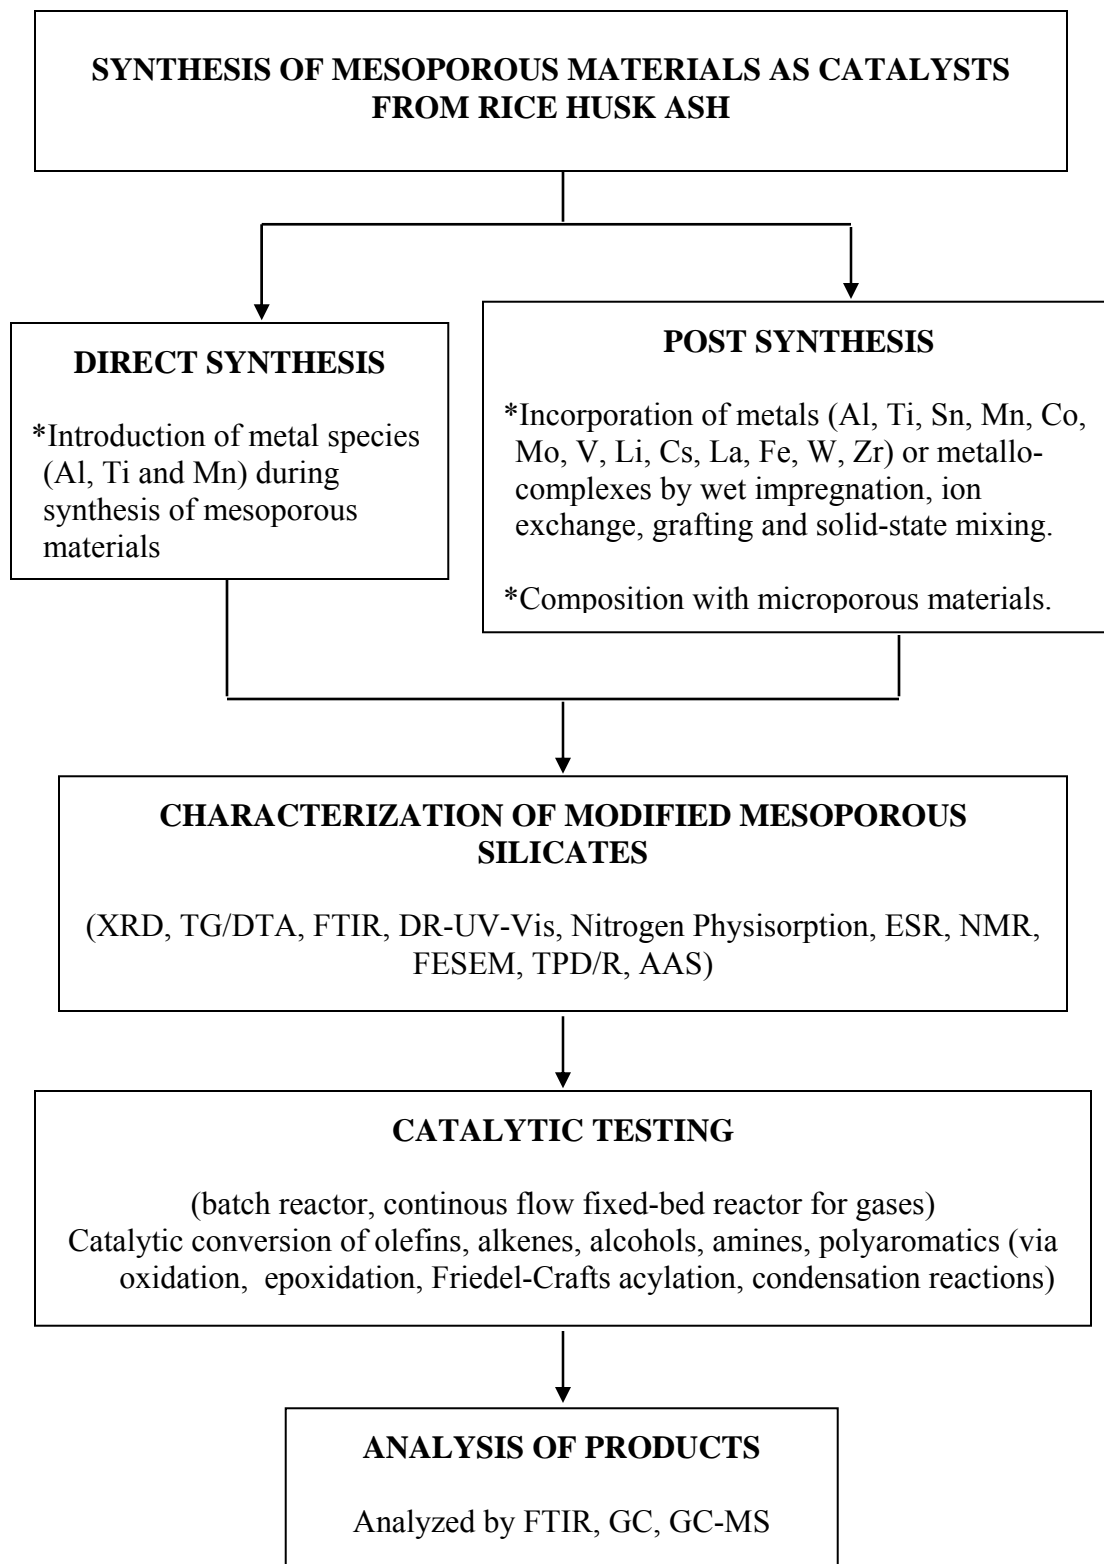 SYNTHESIS OF MESOPOROUS MATERIALS AS CATALYSTS
FROM RICE HUSK ASH
DIRECT SYNTHESIS
*Introduction of metal species
(Al, Ti and Mn) during
synthesis of mesoporous
materials
POST SYNTHESIS
*Incorporation of metals (Al, Ti, Sn, Mn, Co,
Mo, V, Li, Cs, La, Fe, W, Zr) or metallo-
complexes by wet impregnation, ion
exchange, grafting and solid-state mixing.
*Composition with microporous materials.
CHARACTERIZATION OF MODIFIED MESOPOROUS
SILICATES
(XRD, TG/DTA, FTIR, DR-UV-Vis, Nitrogen Physisorption, ESR, NMR,
FESEM, TPD/R, AAS)
CATALYTIC TESTING
(batch reactor, continous flow fixed-bed reactor for gases)
Catalytic conversion of olefins, alkenes, alcohols, amines, polyaromatics (via
oxidation,  epoxidation, Friedel-Crafts acylation, condensation reactions)
ANALYSIS OF PRODUCTS
Analyzed by FTIR, GC, GC-MS